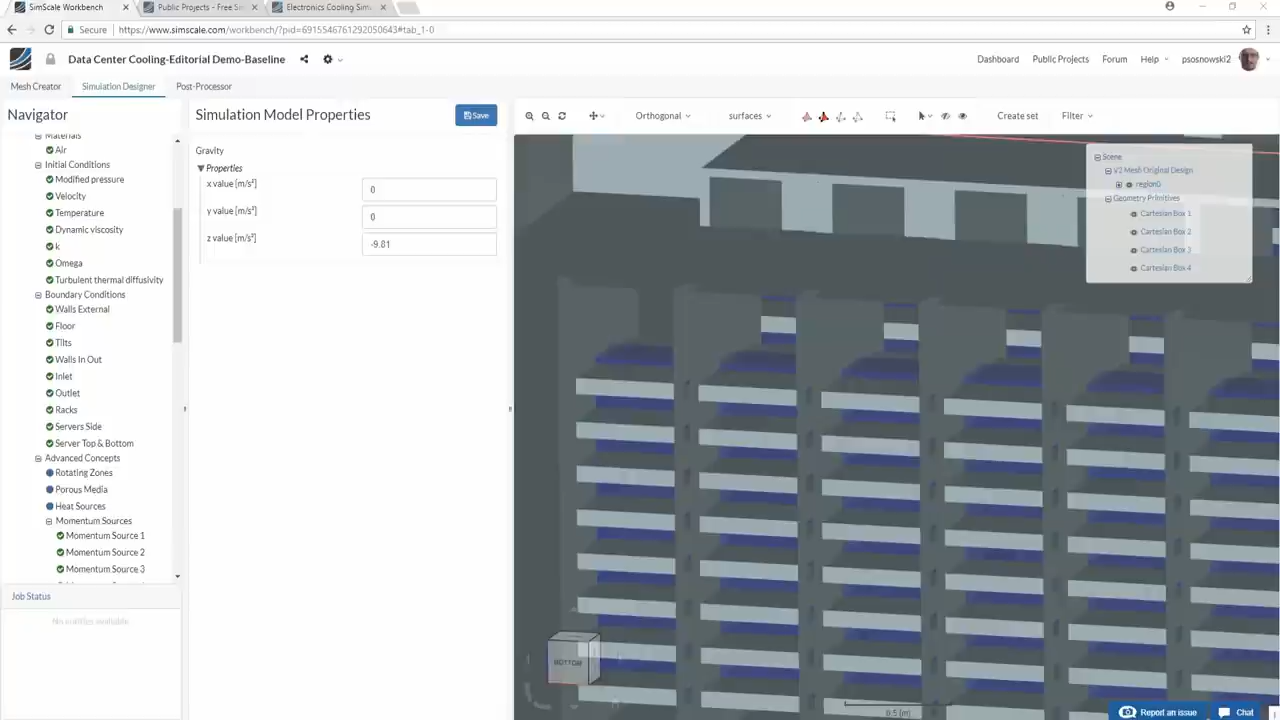 SimScale Workbench
Public Projects - Free Sim
Electronics Cooling Simu
Secure
https://www.simscale.com/workbench/?pid=6915546761292050643#tab_1-0
Data Center Cooling-Editorial Demo-Baseline
Dashboard
Public Projects
Forum
Help
psosnowski2
Mesh Creator
Simulation Designer
Post-Processor
Navigator
Materials
Air
Initial Conditions
Modified pressure
Velocity
Temperature
Dynamic viscosity
k
Omega
Turbulent thermal diffusivity
Boundary Conditions
Walls External
Floor
Tilts
Walls In Out
Inlet
Outlet
Racks
Servers Side
Server Top & Bottom
Advanced Concepts
Rotating Zones
Porous Media
Heat Sources
Momentum Sources
Momentum Source 1
Momentum Source 2
Momentum Source 3
Job Status
No notifies available.
Simulation Model Properties
Save
Gravity
Properties
x value [m/s²]
0
y value [m/s²]
0
z value [m/s²]
-9.81
Orthogonal
surfaces
Create set
Filter
Scene
V2 Mesh Original Design
region0
Geometry Primitives
Cartesian Box 1
Cartesian Box 2
Cartesian Box 3
Cartesian Box 4
BOTTOM
0.5 [m]
Report an issue
Chat